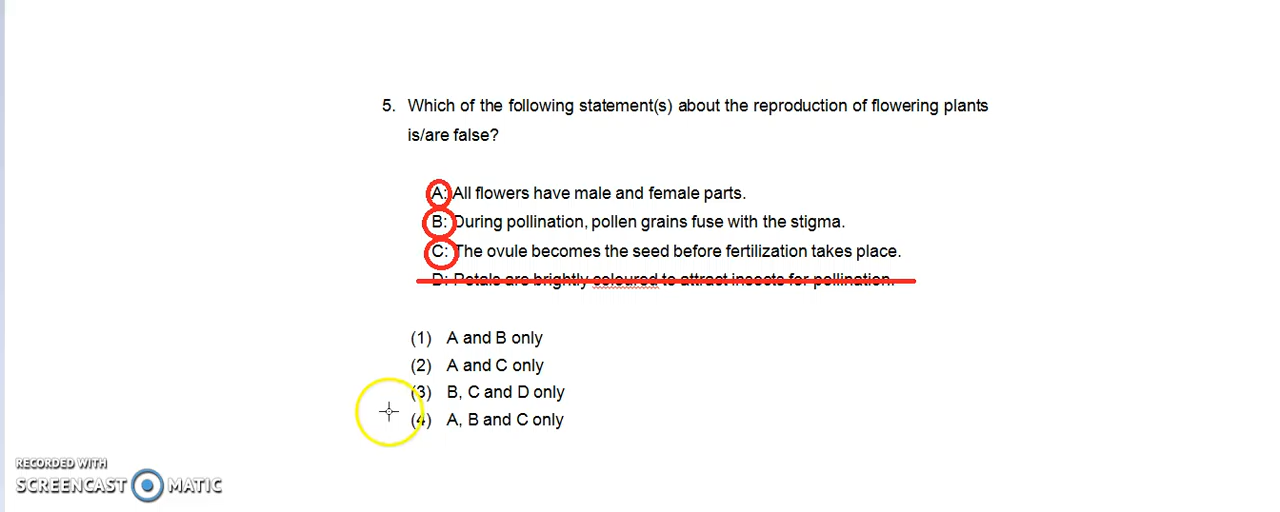 5. Which of the following statement(s) about the reproduction of flowering plants
is/are false?
A: All flowers have male and female parts.
B: During pollination, pollen grains fuse with the stigma.
C: The ovule becomes the seed before fertilization takes place.
D: Petals are brightly coloured to attract insects for pollination.
(1) A and B only
(2) A and C only
(3) B, C and D only
(4) A, B and C only
RECORDED WITH
SCREENCAST MATIC